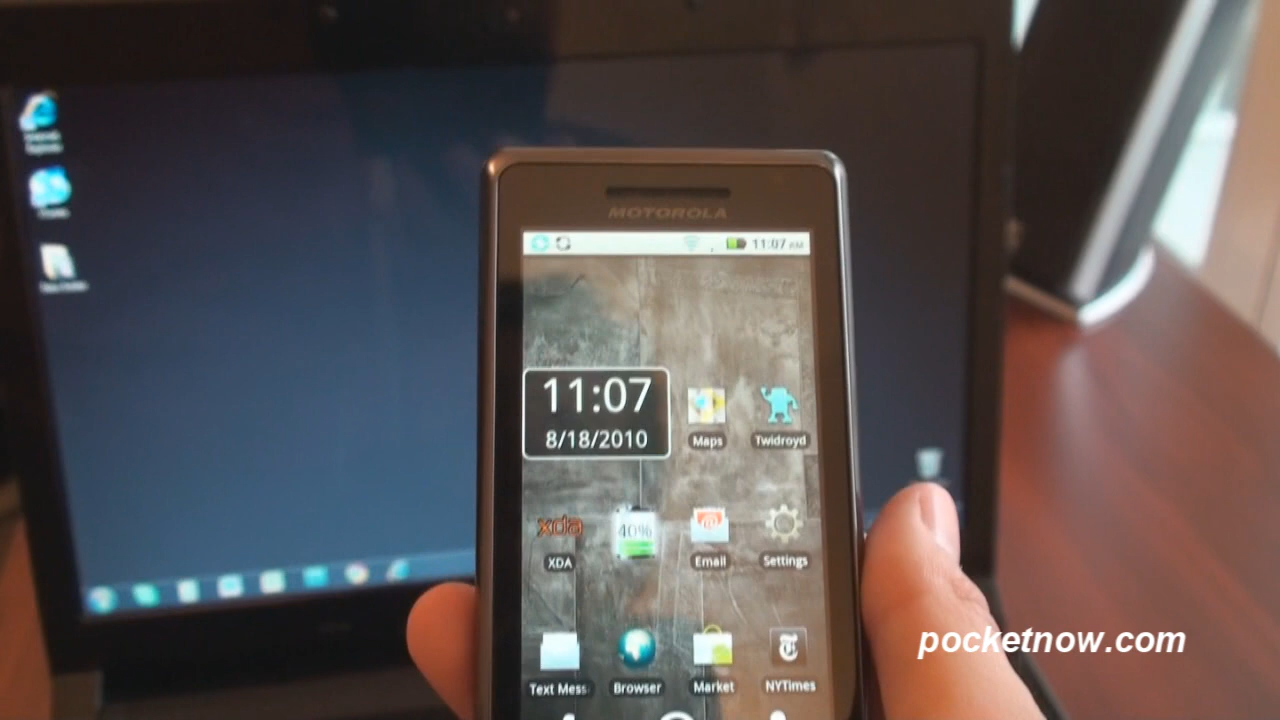 MOTOROLA
11:07 AM
11:07
8/18/2010
Maps
Twidroyd
xda
40%
XDA
Email
Settings
Text Mess
Browser
Market
NYTimes
pocketnow.com